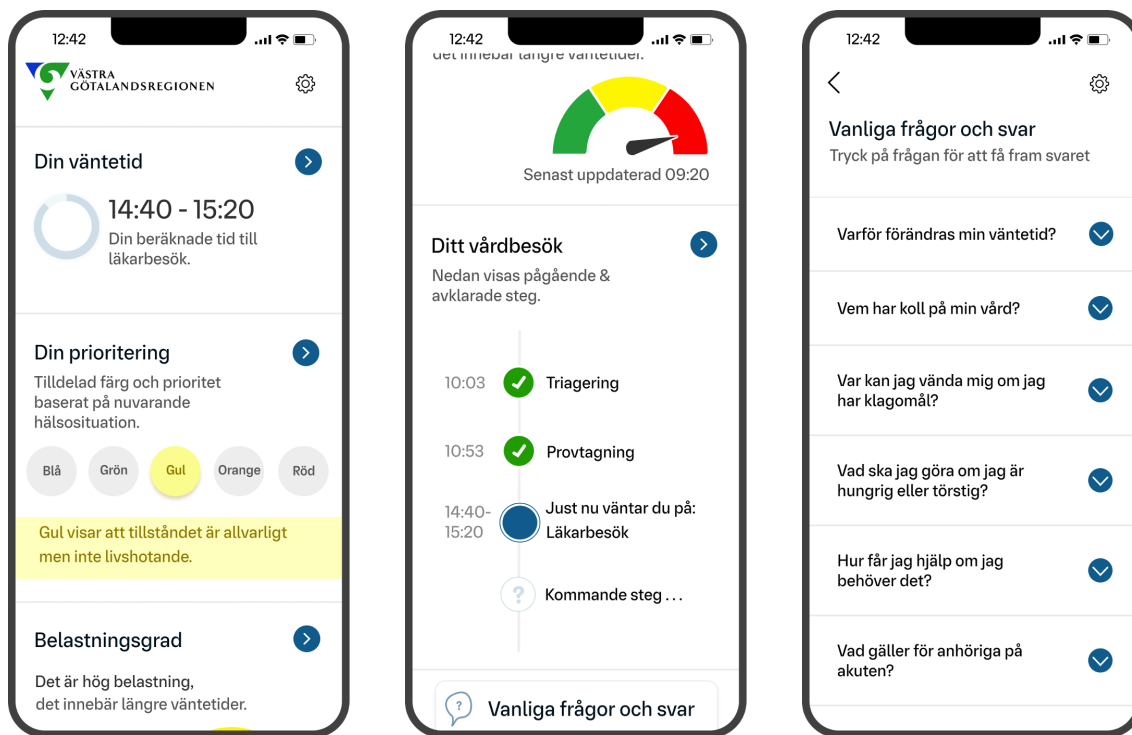 12:42
VÄSTRA
GÖTALANDSREGIONEN
Din väntetid
14:40 - 15:20
Din beräknade tid till
läkarbesök.
Din prioritering
Tilldelad färg och prioritet
baserat på nuvarande
hälsosituation.
Blå Grön Gul Orange Röd
Gul visar att tillståndet är allvarligt
men inte livshotande.
Belastningsgrad
Det är hög belastning,
det innebär längre väntetider.
12:42
det innebär längre väntetider.
Senast uppdaterad 09:20
Ditt vårdbesök
Nedan visas pågående &
avklarade steg.
10:03 Triagering
10:53 Provtagning
14:40- Just nu väntar du på:
15:20 Läkarbesök
? Kommande steg ...
? Vanliga frågor och svar
12:42
Vanliga frågor och svar
Tryck på frågan för att få fram svaret
Varför förändras min väntetid?
Vem har koll på min vård?
Var kan jag vända mig om jag
har klagomål?
Vad ska jag göra om jag är
hungrig eller törstig?
Hur får jag hjälp om jag
behöver det?
Vad gäller för anhöriga på
akuten?